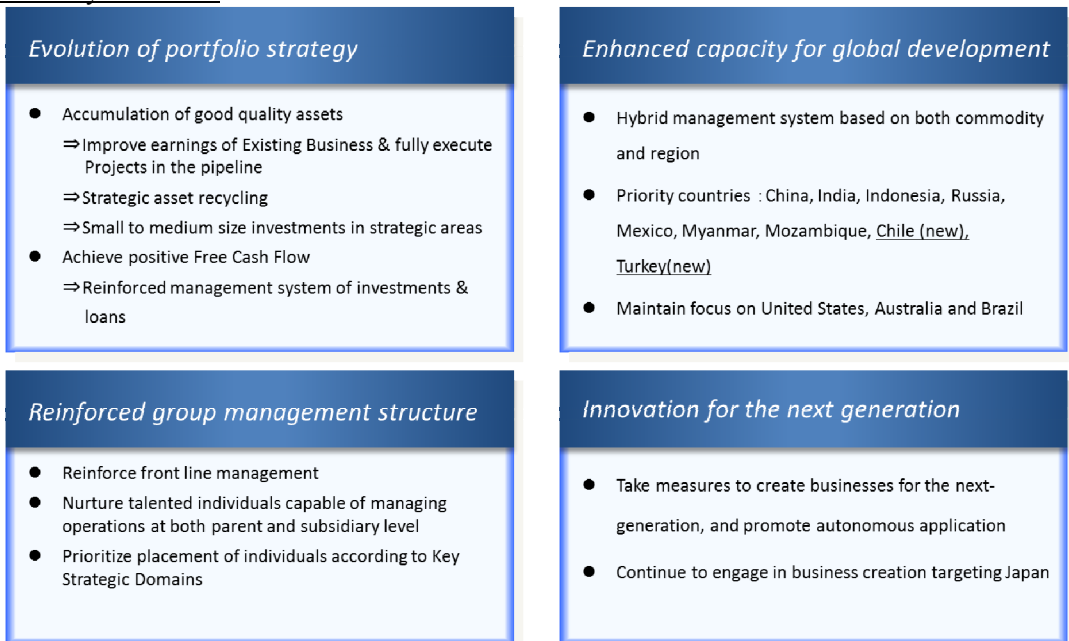 Evolution of portfolio strategy
● Accumulation of good quality assets
⇒Improve earnings of Existing Business & fully execute
Projects in the pipeline
⇒Strategic asset recycling
⇒Small to medium size investments in strategic areas
● Achieve positive Free Cash Flow
⇒Reinforced management system of investments &
loans
Enhanced capacity for global development
● Hybrid management system based on both commodity
and region
● Priority countries : China, India, Indonesia, Russia,
Mexico, Myanmar, Mozambique, Chile (new),
Turkey(new)
● Maintain focus on United States, Australia and Brazil
Reinforced group management structure
● Reinforce front line management
● Nurture talented individuals capable of managing
operations at both parent and subsidiary level
● Prioritize placement of individuals according to Key
Strategic Domains
Innovation for the next generation
● Take measures to create businesses for the next-
generation, and promote autonomous application
● Continue to engage in business creation targeting Japan